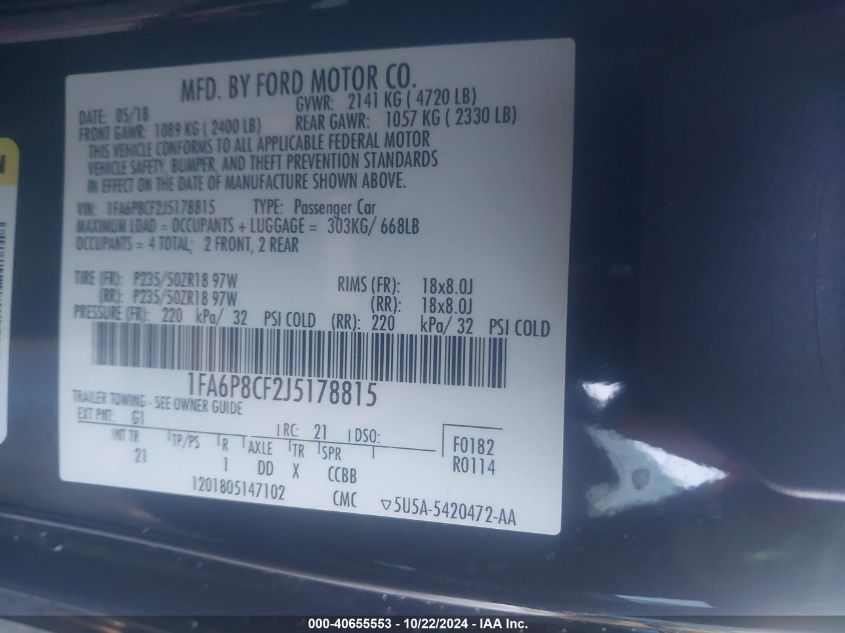 MFD. BY FORD MOTOR CO.
DATE: 05/18 GVWR: 2141 KG ( 4720 LB)
FRONT GAWR: 1089 KG ( 2400 LB) REAR GAWR: 1057 KG ( 2330 LB)
THIS VEHICLE CONFORMS TO ALL APPLICABLE FEDERAL MOTOR
VEHICLE SAFETY, BUMPER, AND THEFT PREVENTION STANDARDS
IN EFFECT ON THE DATE OF MANUFACTURE SHOWN ABOVE.
VIN: 1FA6P8CF2J5178815 TYPE: Passenger Car
MAXIMUM LOAD = OCCUPANTS + LUGGAGE = 303KG/ 668LB
OCCUPANTS = 4 TOTAL; 2 FRONT, 2 REAR
TIRE (FR): P235/50ZR18 97W RIMS (FR): 18x8.0J
(RR): P235/50ZR18 97W (RR): 18x8.0J
PRESSURE (FR): 220 kPa/ 32 PSI COLD (RR): 220 kPa/ 32 PSI COLD
1FA6P8CF2J5178815
TRAILER TOWING - SEE OWNER GUIDE
EXT PNT: G1 RC: 21 DSO: F0182
INT TR TP/PS R AXLE TR SPR R0114
21 1 DD X CCBB
1201805147102 CMC ▽5U5A-5420472-AA
000-40655553 - 10/22/2024 - IAA Inc.